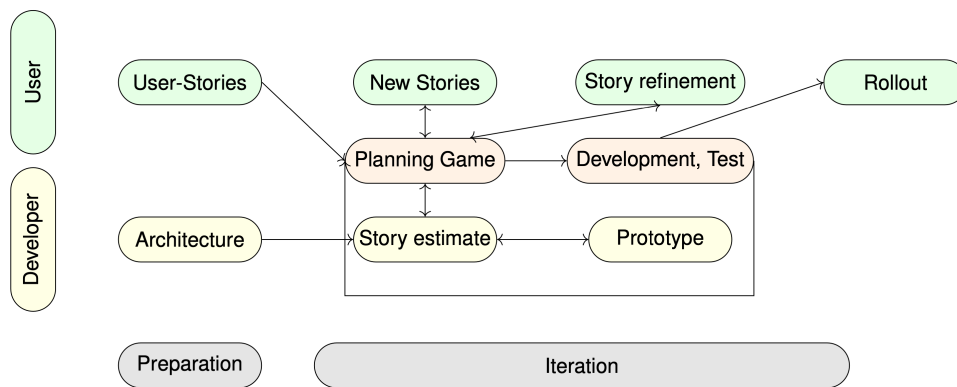 User
User-Stories
New Stories
Story refinement
Rollout
Planning Game
Development, Test
Developer
Architecture
Story estimate
Prototype
Preparation
Iteration